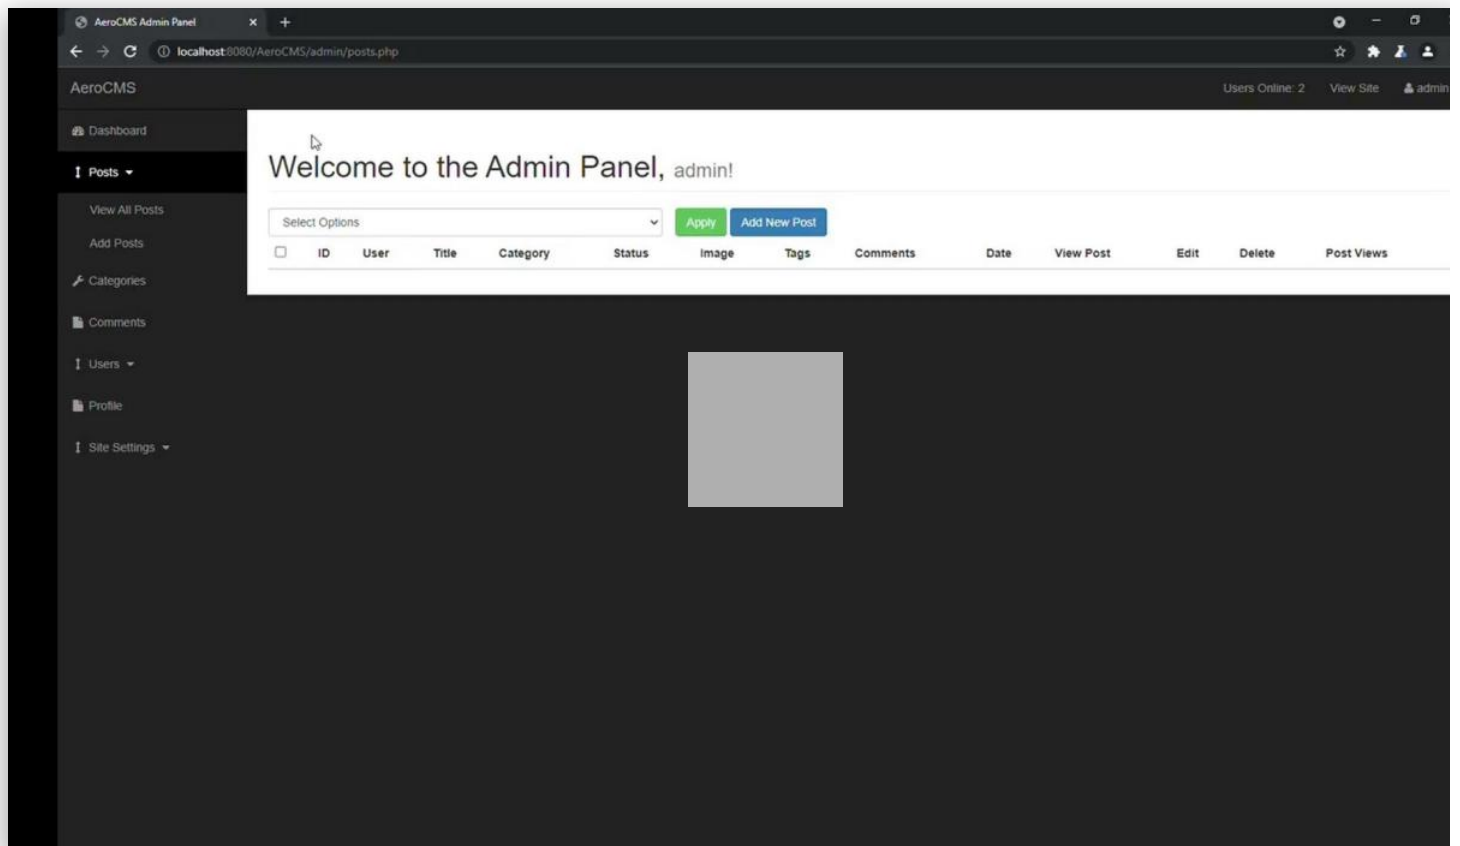 AeroCMS Admin Panel
localhost:8080/AeroCMS/admin/posts.php
AeroCMS
Users Online: 2 View Site admin
Dashboard
Posts
View All Posts
Add Posts
Categories
Comments
Users
Profile
Site Settings
Welcome to the Admin Panel, admin!
Select Options Apply Add New Post
ID User Title Category Status Image Tags Comments Date View Post Edit Delete Post Views